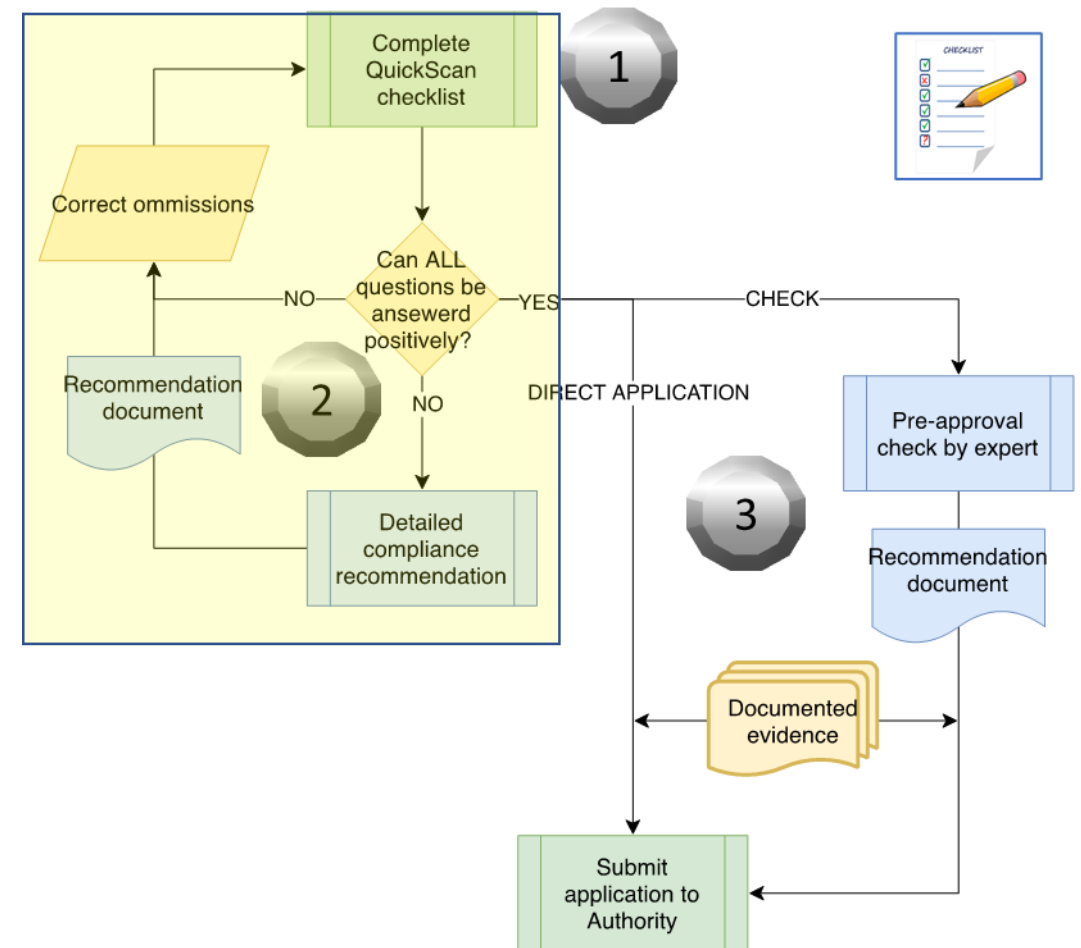 Complete
QuickScan
checklist
1
CHECKLIST
Correct ommissions
Can ALL
questions be
ansewerd
positively?
NO
YES
CHECK
Recommendation
document
2
NO
DIRECT APPLICATION
Pre-approval
check by expert
3
Detailed
compliance
recommendation
Recommendation
document
Documented
evidence
Submit
application to
Authority